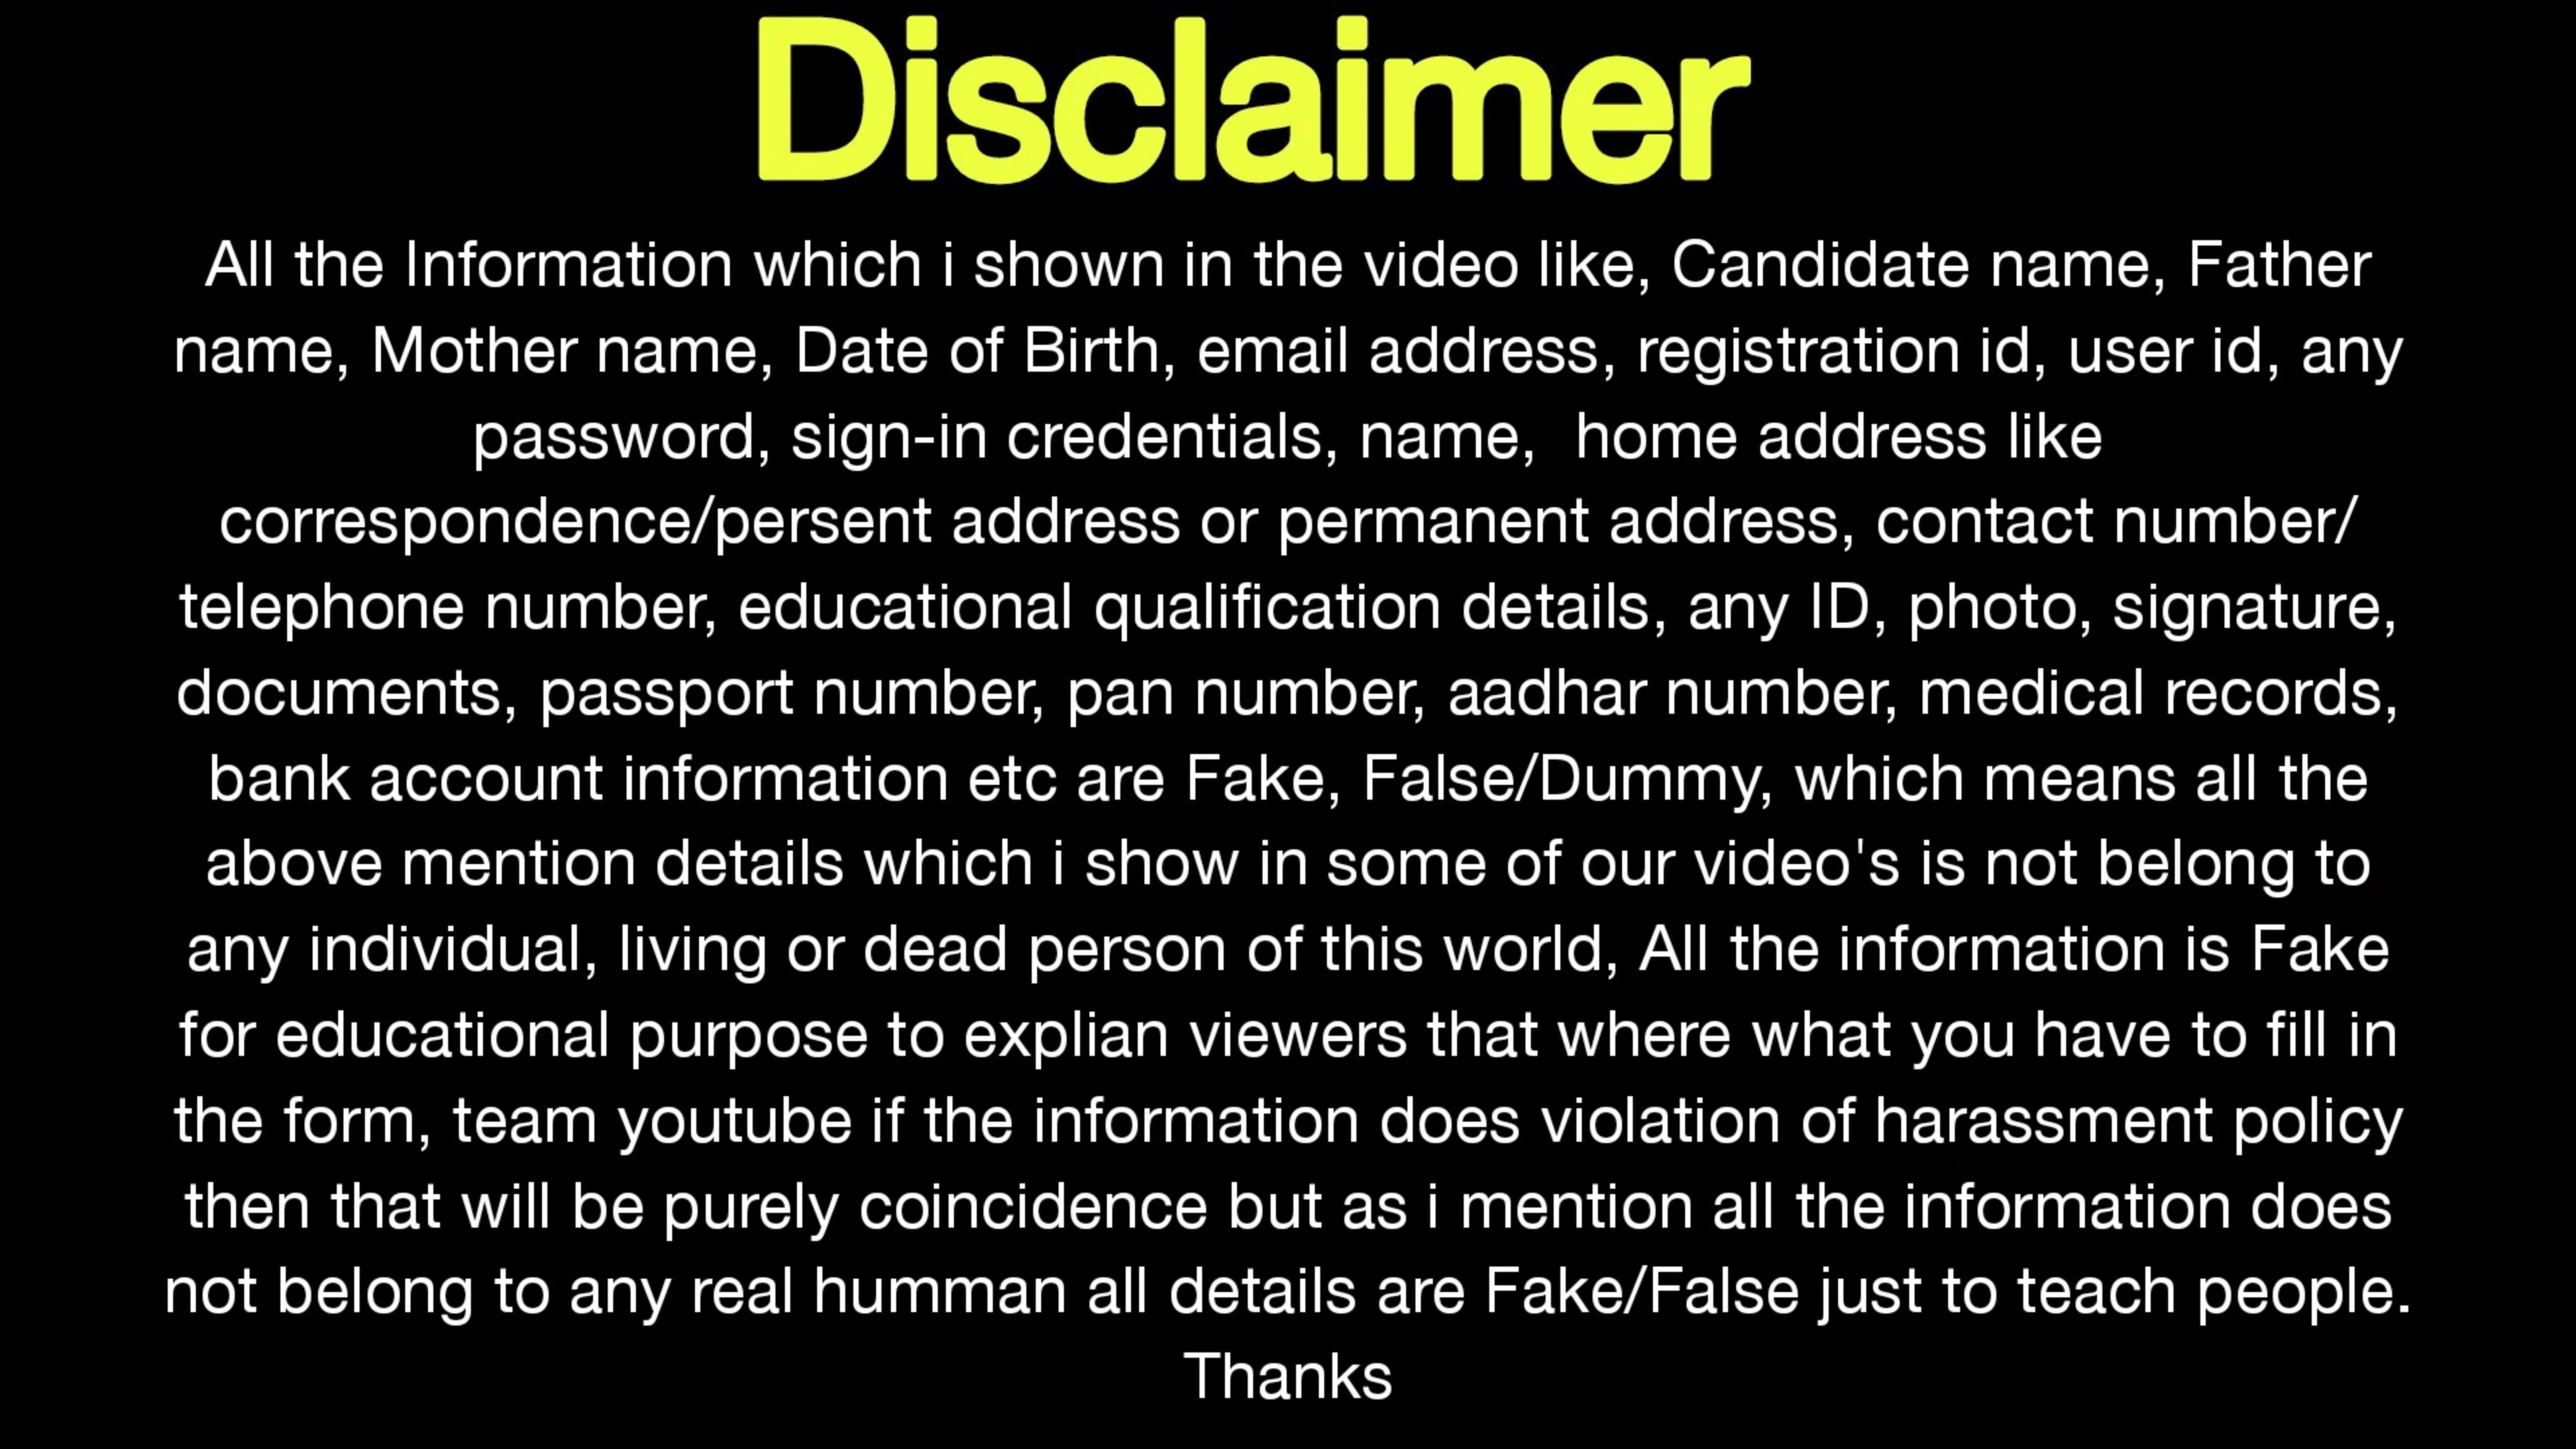 Disclaimer
All the Information which i shown in the video like, Candidate name, Father
name, Mother name, Date of Birth, email address, registration id, user id, any
password, sign-in credentials, name,  home address like
correspondence/persent address or permanent address, contact number/
telephone number, educational qualification details, any ID, photo, signature,
documents, passport number, pan number, aadhar number, medical records,
bank account information etc are Fake, False/Dummy, which means all the
above mention details which i show in some of our video's is not belong to
any individual, living or dead person of this world, All the information is Fake
for educational purpose to explian viewers that where what you have to fill in
the form, team youtube if the information does violation of harassment policy
then that will be purely coincidence but as i mention all the information does
not belong to any real humman all details are Fake/False just to teach people.
Thanks